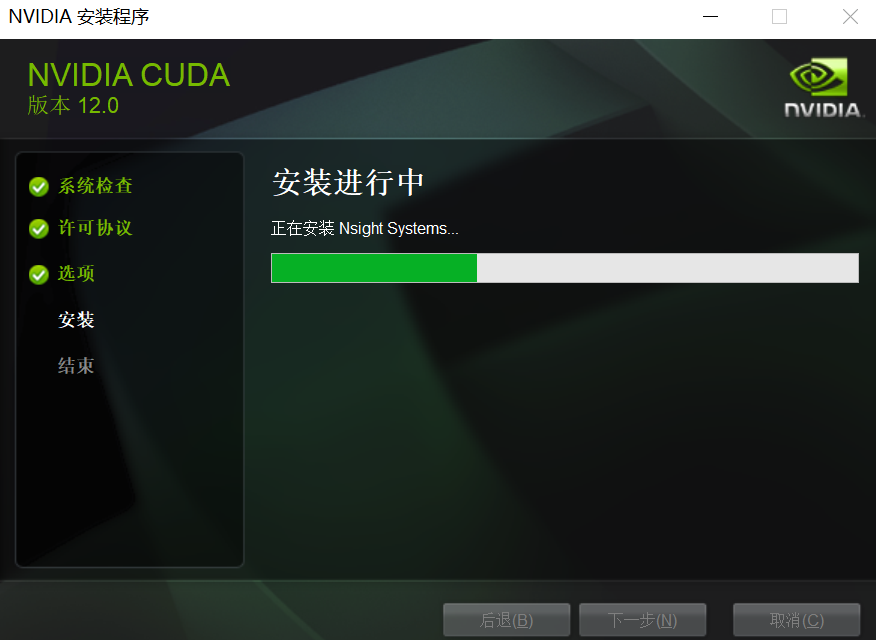 NVIDIA 安装程序
NVIDIA CUDA
版本 12.0
NVIDIA.
系统检查
许可协议
选项
安装
结束
安装进行中
正在安装 Nsight Systems...
后退(B)
下一步(N)
取消(C)